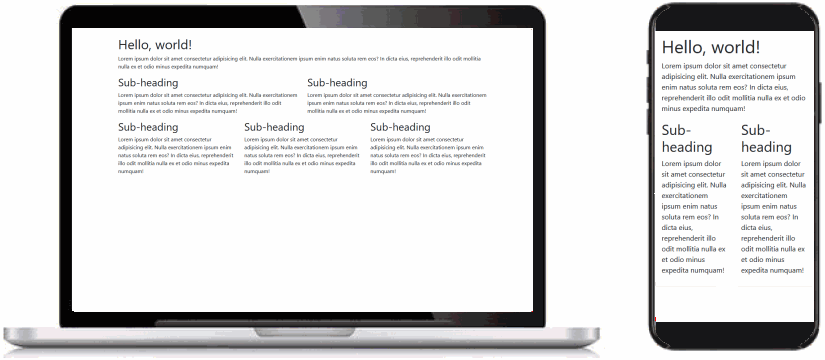 Hello, world!
Lorem ipsum dolor sit amet consectetur adipisicing elit. Nulla exercitationem ipsum enim natus soluta rem eos? In dicta eius, reprehenderit illo odit mollitia
nulla ex et odio minus expedita numquam!
Sub-heading
Lorem ipsum dolor sit amet consectetur adipisicing elit. Nulla exercitationem
ipsum enim natus soluta rem eos? In dicta eius, reprehenderit illo odit
mollitia nulla ex et odio minus expedita numquam!
Sub-heading
Lorem ipsum dolor sit amet consectetur adipisicing elit. Nulla exercitationem
ipsum enim natus soluta rem eos? In dicta eius, reprehenderit illo odit
mollitia nulla ex et odio minus expedita numquam!
Sub-heading
Lorem ipsum dolor sit amet consectetur
adipisicing elit. Nulla exercitationem ipsum enim
natus soluta rem eos? In dicta eius, reprehenderit
illo odit mollitia nulla ex et odio minus expedita
numquam!
Sub-heading
Lorem ipsum dolor sit amet consectetur
adipisicing elit. Nulla exercitationem ipsum enim
natus soluta rem eos? In dicta eius, reprehenderit
illo odit mollitia nulla ex et odio minus expedita
numquam!
Sub-heading
Lorem ipsum dolor sit amet consectetur
adipisicing elit. Nulla exercitationem ipsum enim
natus soluta rem eos? In dicta eius, reprehenderit
illo odit mollitia nulla ex et odio minus expedita
numquam!
Hello, world!
Lorem ipsum dolor sit amet consectetur
adipisicing elit. Nulla exercitationem ipsum
enim natus soluta rem eos? In dicta eius,
reprehenderit illo odit mollitia nulla ex et odio
minus expedita numquam!
Sub-
heading
Lorem ipsum dolor
sit amet consectetur
adipisicing elit. Nulla
exercitationem
ipsum enim natus
soluta rem eos? In
dicta eius,
reprehenderit illo
odit mollitia nulla ex
et odio minus
expedita numquam!
Sub-
heading
Lorem ipsum dolor
sit amet consectetur
adipisicing elit. Nulla
exercitationem
ipsum enim natus
soluta rem eos? In
dicta eius,
reprehenderit illo
odit mollitia nulla ex
et odio minus
expedita numquam!